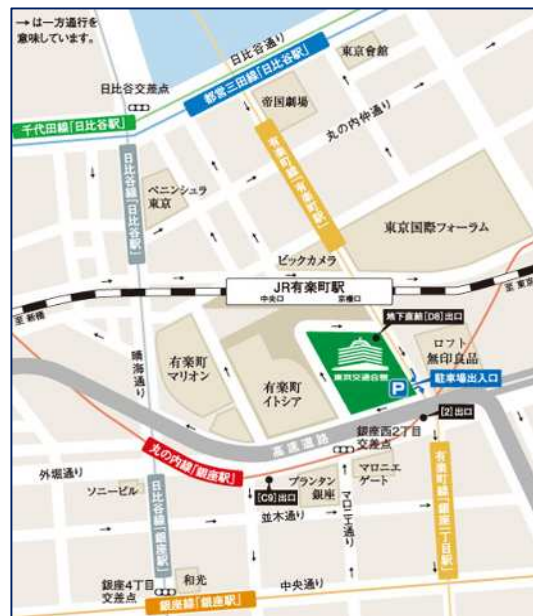 →は一方通行を
意味しています。
日比谷通り
都営三田線「日比谷駅」
東京會館
日比谷交差点
帝国劇場
千代田線「日比谷駅」
丸の内仲通り
日比谷線「日比谷駅」
有楽町線「有楽町駅」
ペニンシュラ
東京
東京国際フォーラム
ビックカメラ
JR有楽町駅
中央口
京橋口
至 新橋
至 東京
地下直結[D8]出口
晴海通り
有楽町
マリオン
有楽町
イトシア
東京交通会館
ロフト
無印良品
P
駐車場出入口
[2]出口
高速道路
銀座西2丁目
交差点
丸の内線「銀座駅」
外堀通り
ソニービル
[C9]出口
プランタン
銀座
マロニエ
ゲート
有楽町線「銀座一丁目駅」
並木通り
マロニエ通り
日比谷線「銀座駅」
銀座4丁目
交差点
和光
中央通り
銀座線「銀座駅」